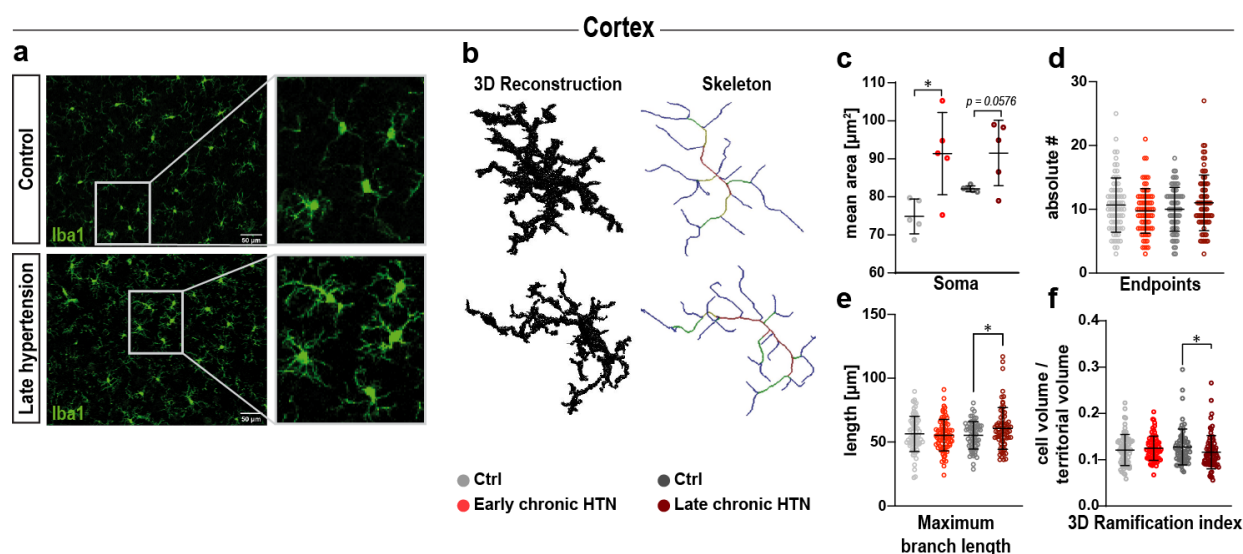 Cortex
a
Control
Iba1
50 µm
Late hypertension
Iba1
50 µm
b
3D Reconstruction
Skeleton
Ctrl
Early chronic HTN
Ctrl
Late chronic HTN
c
mean area [µm²]
110
100
90
80
70
60
*
p = 0.0576
Soma
d
absolute #
30
20
10
0
Endpoints
e
length [µm]
150
100
50
0
*
Maximum
branch length
f
cell volume /
territorial volume
0.4
0.3
0.2
0.1
0.0
*
3D Ramification index